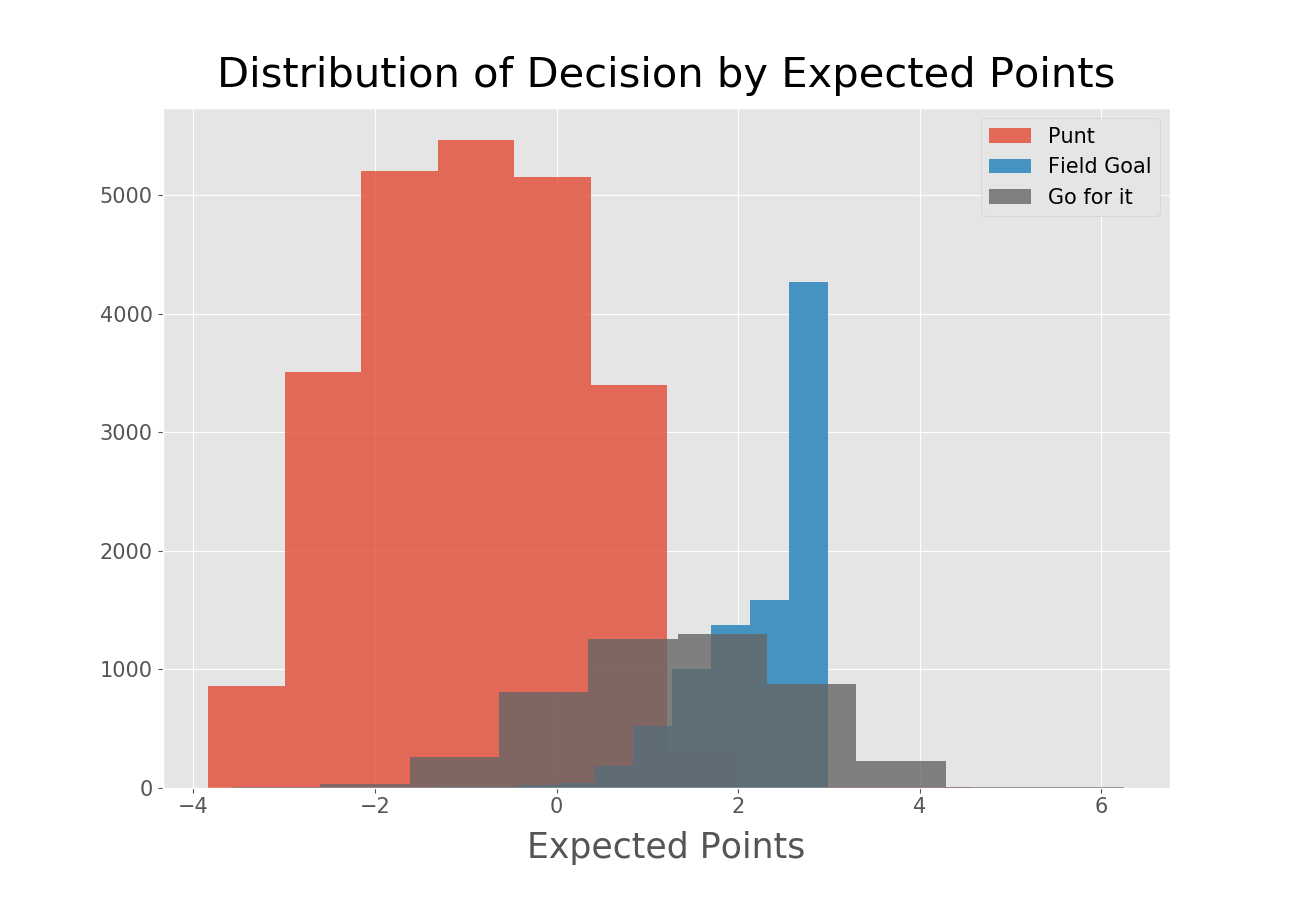 Distribution of Decision by Expected Points
Punt
Field Goal
Go for it
5000
4000
3000
2000
1000
0
−4 −2 0 2 4 6
Expected Points